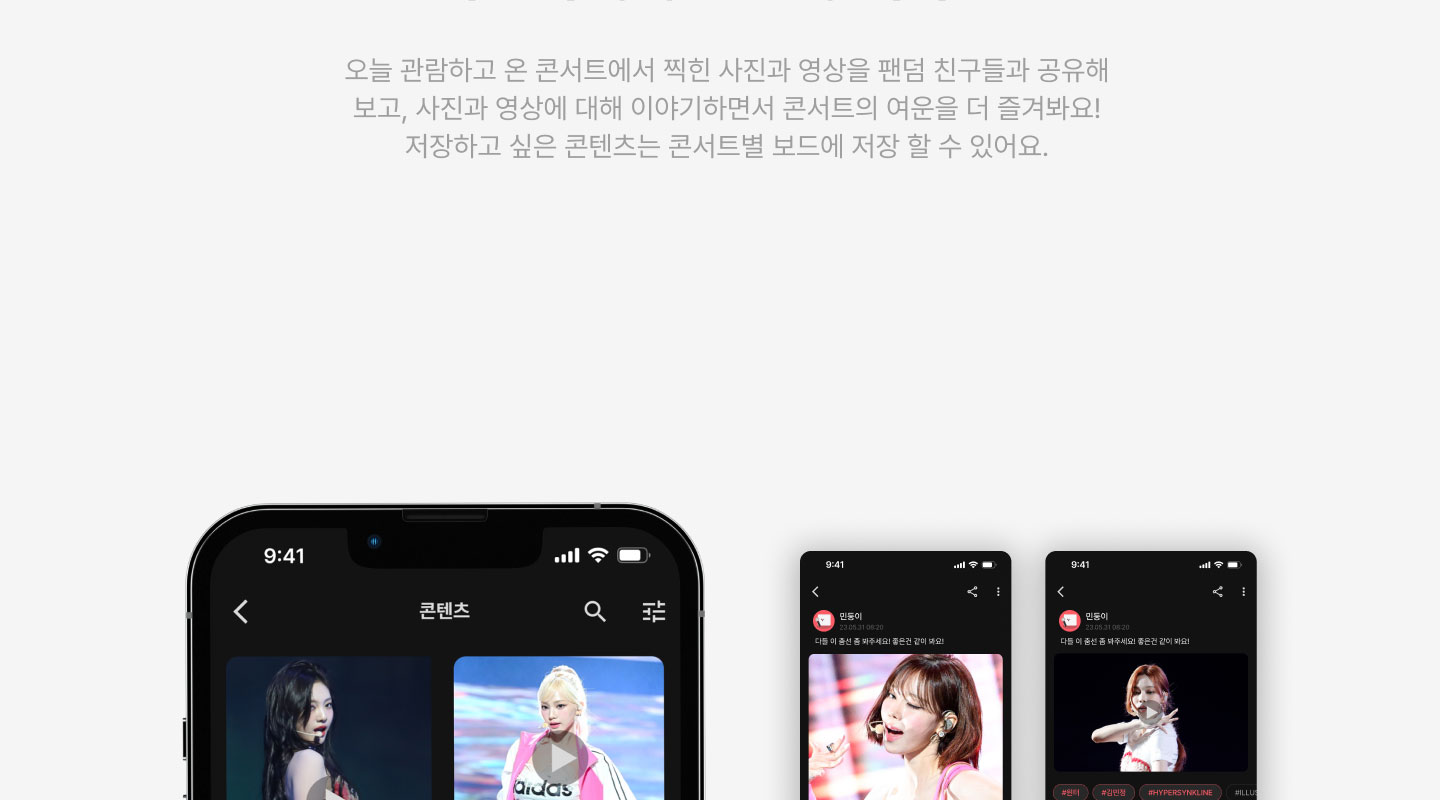 오늘 관람하고 온 콘서트에서 찍힌 사진과 영상을 팬덤 친구들과 공유해
보고, 사진과 영상에 대해 이야기하면서 콘서트의 여운을 더 즐겨봐요!
저장하고 싶은 콘텐츠는 콘서트별 보드에 저장 할 수 있어요.
9:41
콘텐츠
adidas
9:41
민둥이
23.05.31 08:20
다들 이 춤선 좀 봐주세요! 좋은건 같이 봐요!
9:41
민둥이
23.05.31 08:20
다들 이 춤선 좀 봐주세요! 좋은건 같이 봐요!
#윈터 #김민정 #HYPERSYNKLINE #ILLUS